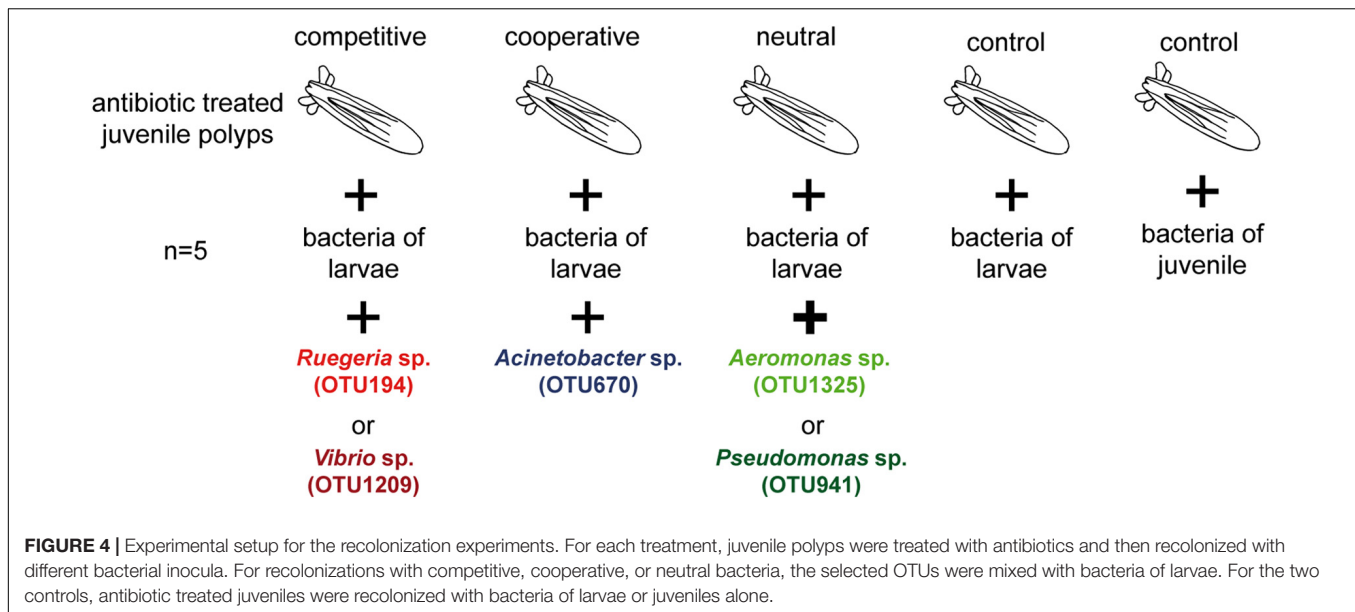 competitive cooperative neutral control control
antibiotic treated
juvenile polyps
+ + + + +
n=5
bacteria of larvae bacteria of larvae bacteria of larvae bacteria of larvae bacteria of juvenile
+ + +
Ruegeria sp. Acinetobacter sp. Aeromonas sp.
(OTU194) (OTU670) (OTU1325)
or or
Vibrio sp. Pseudomonas sp.
(OTU1209) (OTU941)
FIGURE 4 | Experimental setup for the recolonization experiments. For each treatment, juvenile polyps were treated with antibiotics and then recolonized with
different bacterial inocula. For recolonizations with competitive, cooperative, or neutral bacteria, the selected OTUs were mixed with bacteria of larvae. For the two
controls, antibiotic treated juveniles were recolonized with bacteria of larvae or juveniles alone.